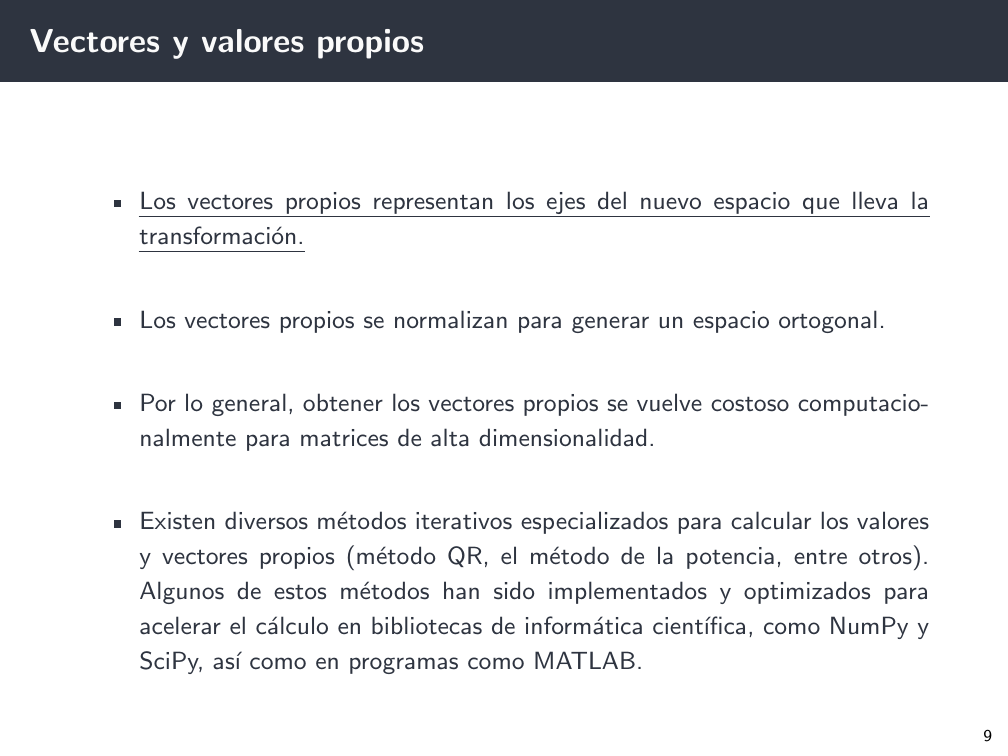 Vectores y valores propios
▪ Los vectores propios representan los ejes del nuevo espacio que lleva la
transformación.
▪ Los vectores propios se normalizan para generar un espacio ortogonal.
▪ Por lo general, obtener los vectores propios se vuelve costoso computacio-
nalmente para matrices de alta dimensionalidad.
▪ Existen diversos métodos iterativos especializados para calcular los valores
y vectores propios (método QR, el método de la potencia, entre otros).
Algunos de estos métodos han sido implementados y optimizados para
acelerar el cálculo en bibliotecas de informática científica, como NumPy y
SciPy, así como en programas como MATLAB.
9